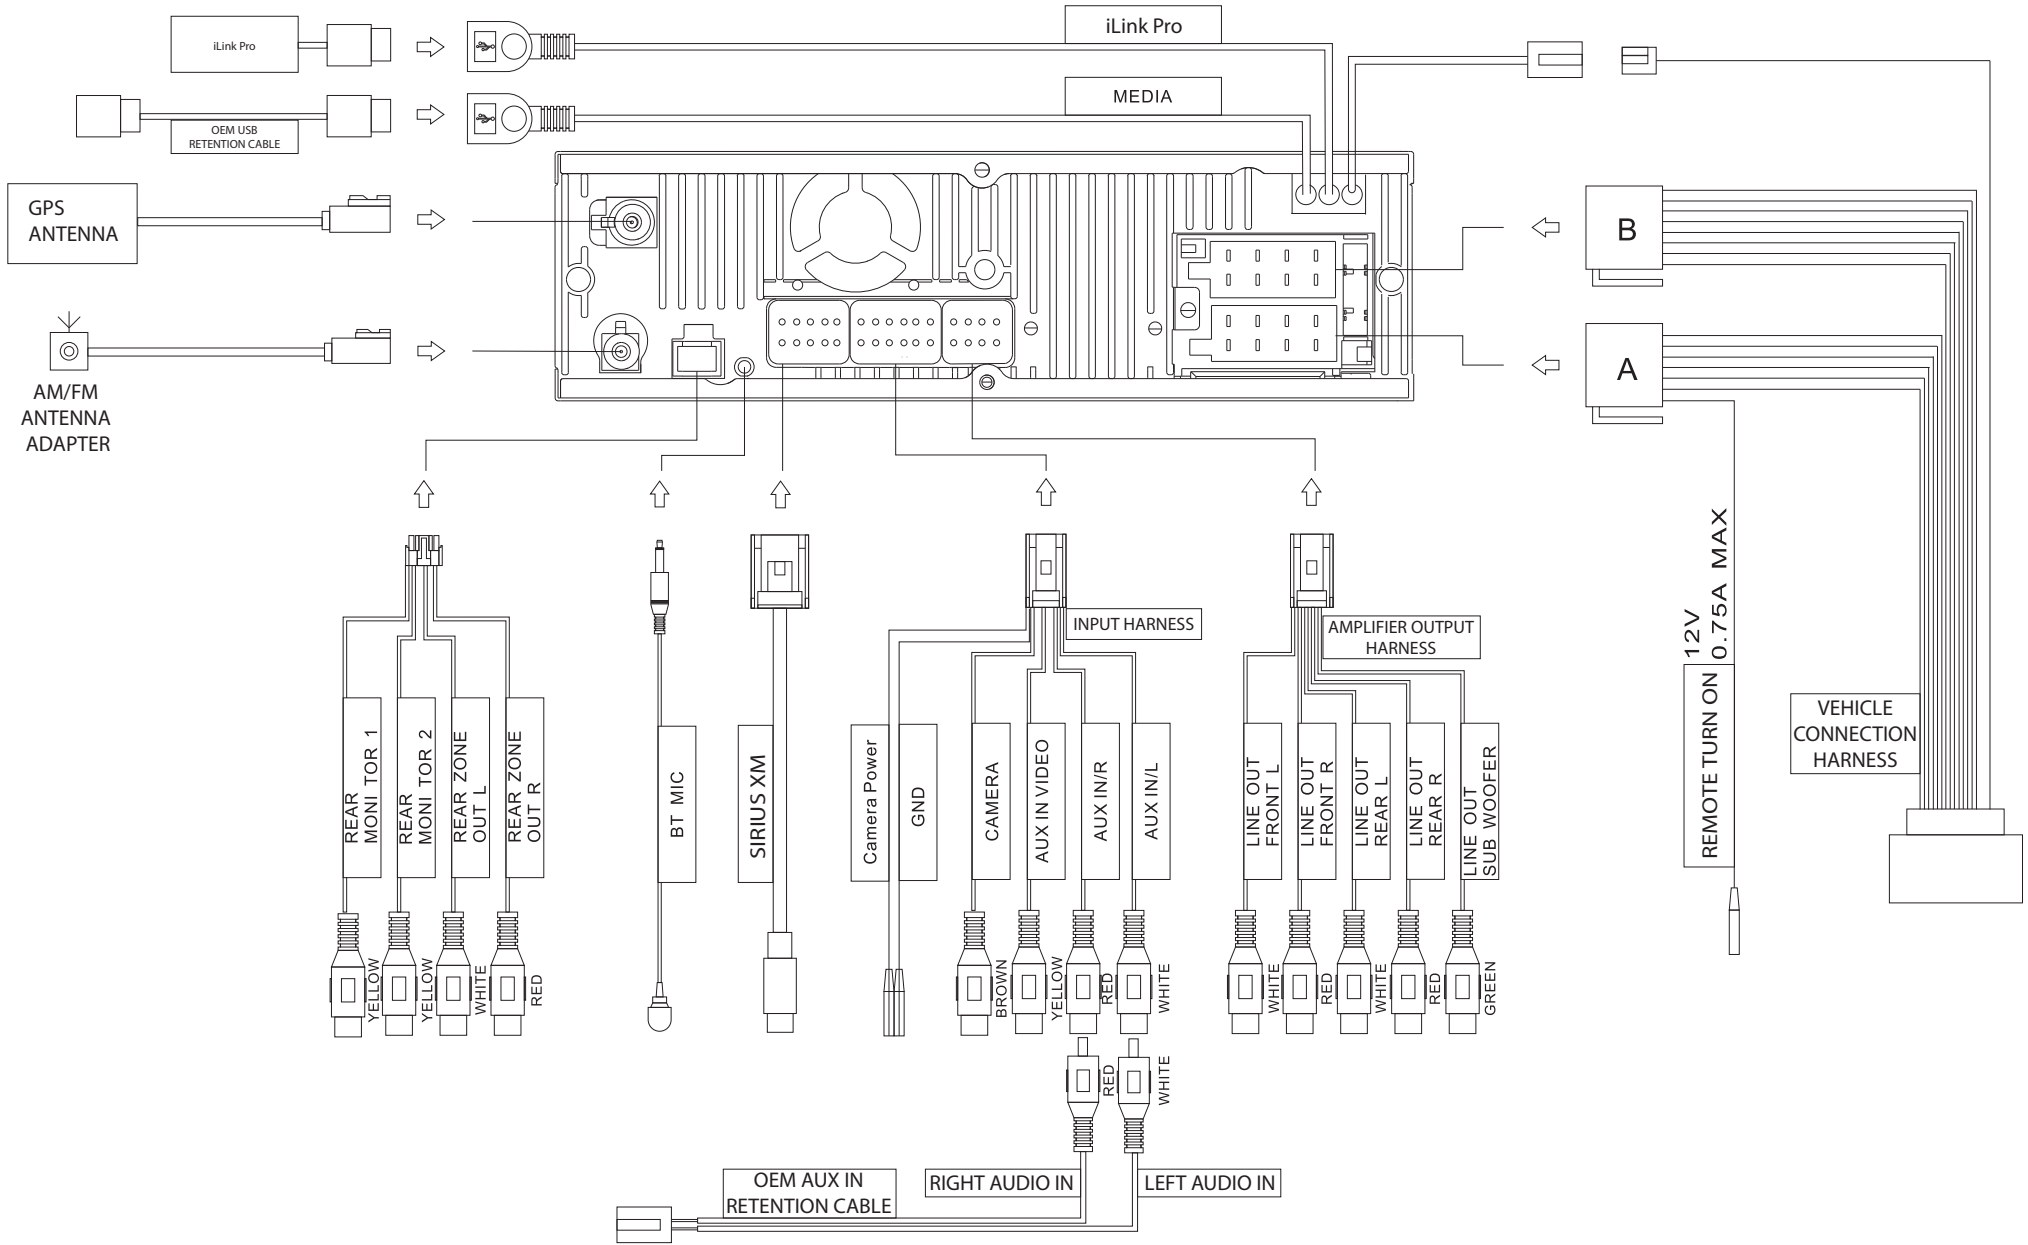 iLink Pro
iLink Pro
MEDIA
OEM USB
RETENTION CABLE
GPS
ANTENNA
B
A
AM/FM
ANTENNA
ADAPTER
INPUT HARNESS
AMPLIFIER OUTPUT
HARNESS
12V
0.75A MAX
REMOTE TURN ON
VEHICLE
CONNECTION
HARNESS
REAR
MONI TOR 1
REAR
MONI TOR 2
REAR ZONE
OUT L
REAR ZONE
OUT R
BT MIC
SIRIUS XM
Camera Power
GND
CAMERA
AUX IN VIDEO
AUX IN/R
AUX IN/L
LINE OUT
FRONT L
LINE OUT
FRONT R
LINE OUT
REAR L
LINE OUT
REAR R
LINE OUT
SUB WOOFER
YELLOW
YELLOW
WHITE
RED
BROWN
YELLOW
RED
WHITE
WHITE
RED
WHITE
RED
GREEN
RED
WHITE
OEM AUX IN
RETENTION CABLE
RIGHT AUDIO IN
LEFT AUDIO IN